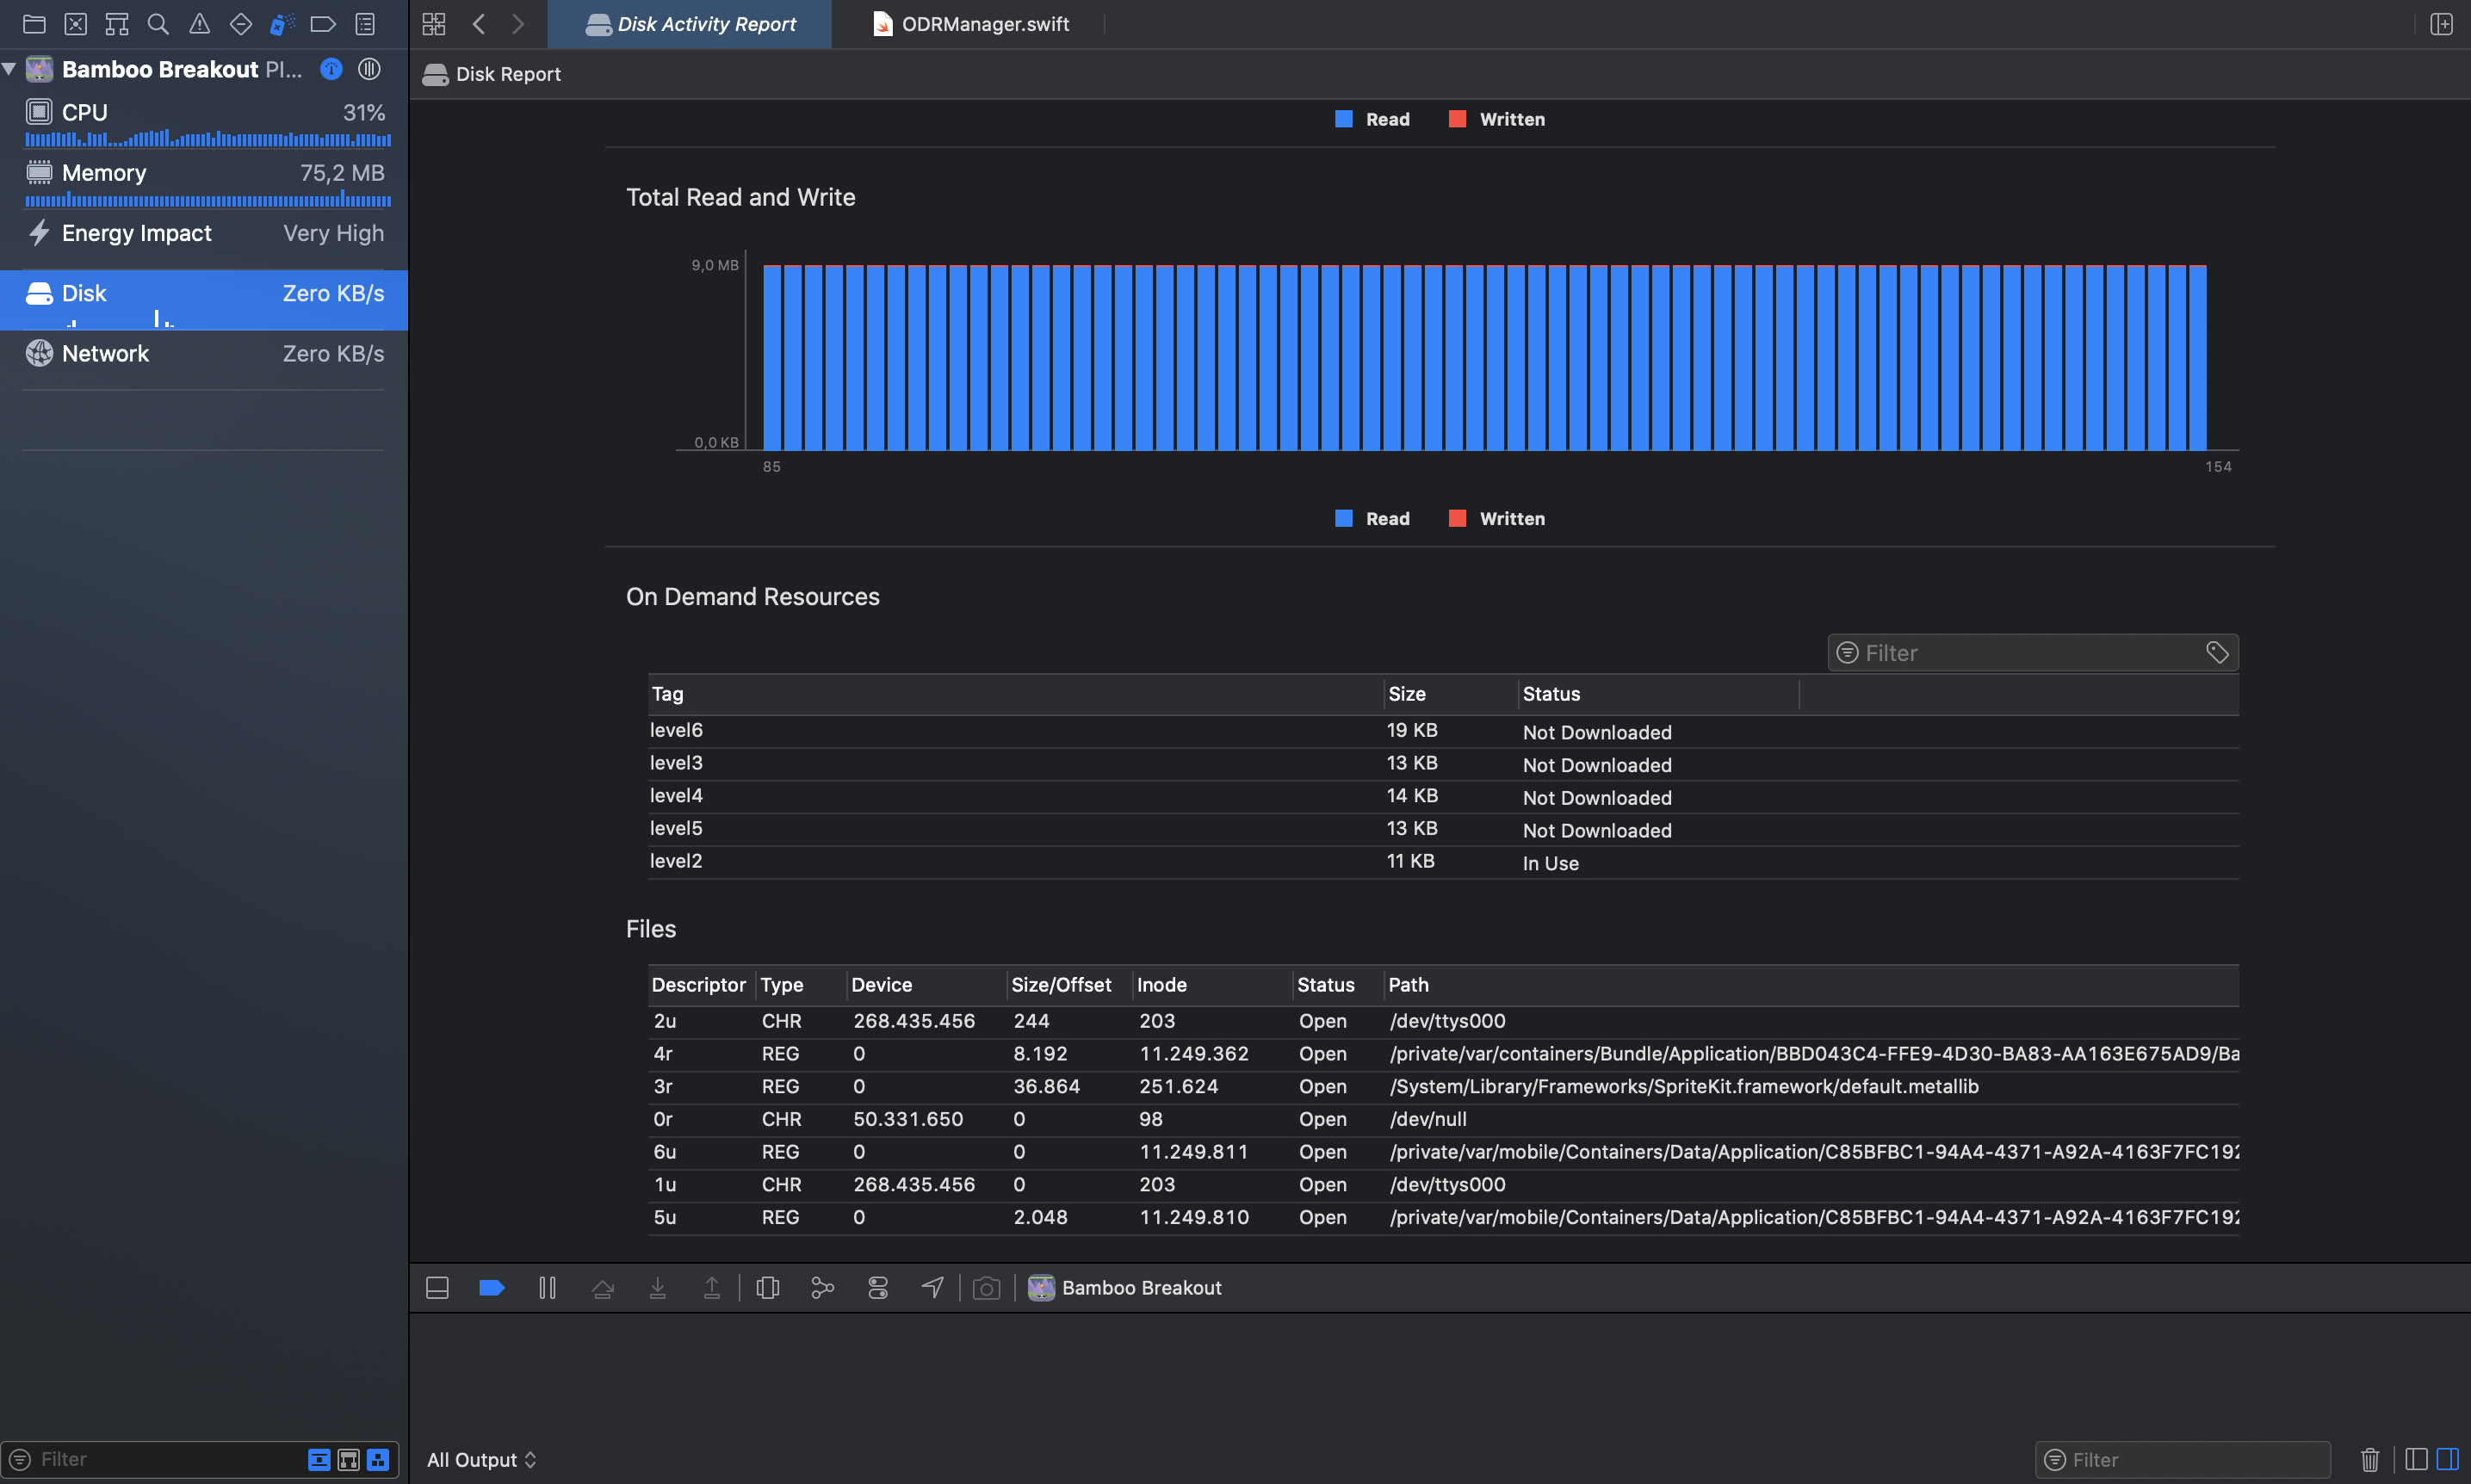 Disk Activity Report
ODRManager.swift
Bamboo Breakout PI...
CPU 31%
Memory 75,2 MB
Energy Impact Very High
Disk Zero KB/s
Network Zero KB/s
Filter
Disk Report
Read Written
Total Read and Write
9,0 MB
0,0 KB
85 154
Read Written
On Demand Resources
Filter
Tag Size Status
level6 19 KB Not Downloaded
level3 13 KB Not Downloaded
level4 14 KB Not Downloaded
level5 13 KB Not Downloaded
level2 11 KB In Use
Files
Descriptor Type Device Size/Offset Inode Status Path
2u CHR 268.435.456 244 203 Open /dev/ttys000
4r REG 0 8.192 11.249.362 Open /private/var/containers/Bundle/Application/BBD043C4-FFE9-4D30-BA83-AA163E675AD9/Ba
3r REG 0 36.864 251.624 Open /System/Library/Frameworks/SpriteKit.framework/default.metallib
0r CHR 50.331.650 0 98 Open /dev/null
6u REG 0 0 11.249.811 Open /private/var/mobile/Containers/Data/Application/C85BFBC1-94A4-4371-A92A-4163F7FC192
1u CHR 268.435.456 0 203 Open /dev/ttys000
5u REG 0 2.048 11.249.810 Open /private/var/mobile/Containers/Data/Application/C85BFBC1-94A4-4371-A92A-4163F7FC192
Bamboo Breakout
All Output
Filter